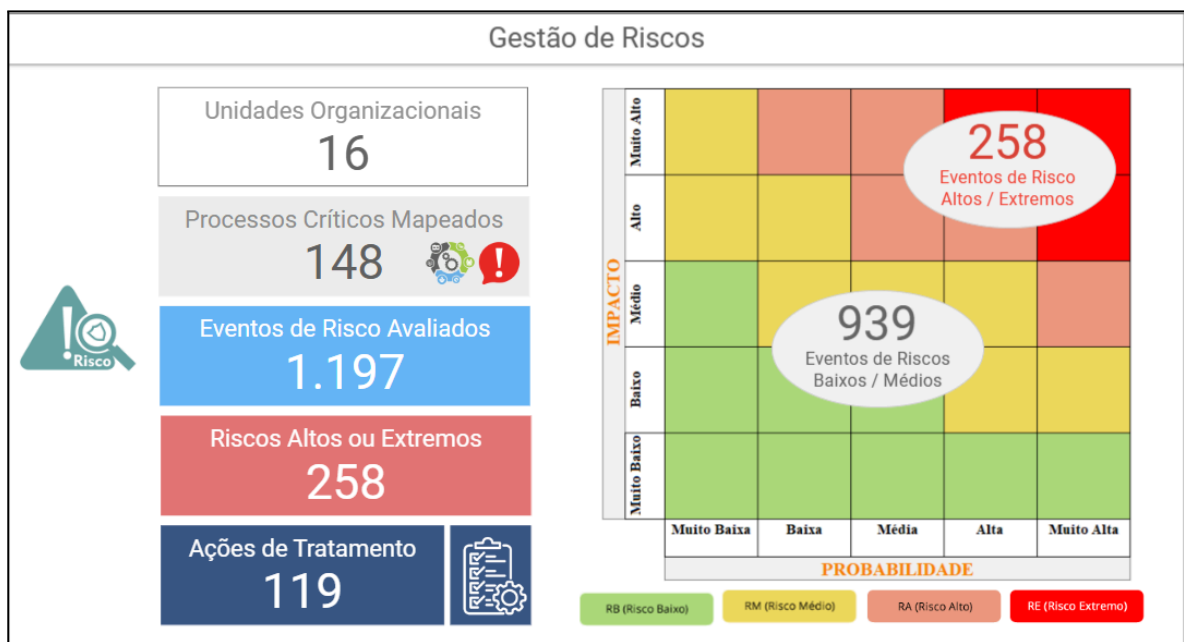 Gestão de Riscos
Unidades Organizacionais
16
Processos Críticos Mapeados
148
Risco
Eventos de Risco Avaliados
1.197
Riscos Altos ou Extremos
258
Ações de Tratamento
119
IMPACTO
Muito Alto
Alto
Médio
Baixo
Muito Baixo
258
Eventos de Risco
Altos / Extremos
939
Eventos de Riscos
Baixos / Médios
Muito Baixa
Baixa
Média
Alta
Muito Alta
PROBABILIDADE
RB (Risco Baixo)
RM (Risco Médio)
RA (Risco Alto)
RE (Risco Extremo)